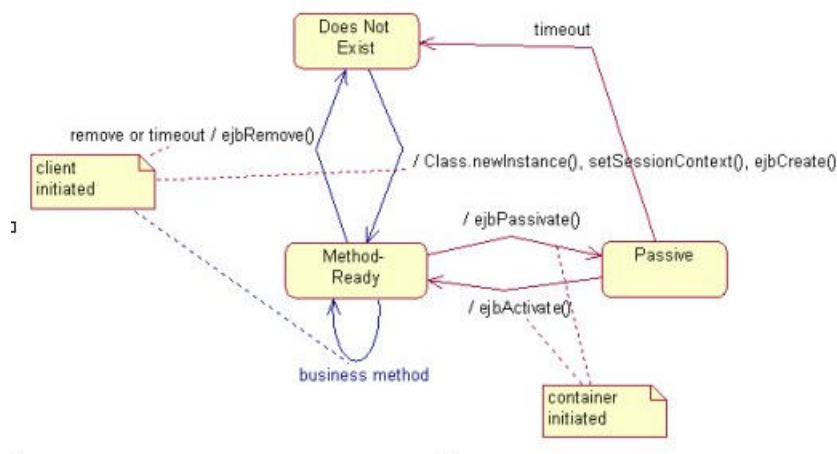 Does Not
Exist
timeout
remove or timeout / ejbRemove()
client
initiated
/ Class.newInstance(), setSessionContext(), ejbCreate()
/ ejbPassivate()
Method-
Ready
Passive
/ ejbActivate()
business method
container
initiated